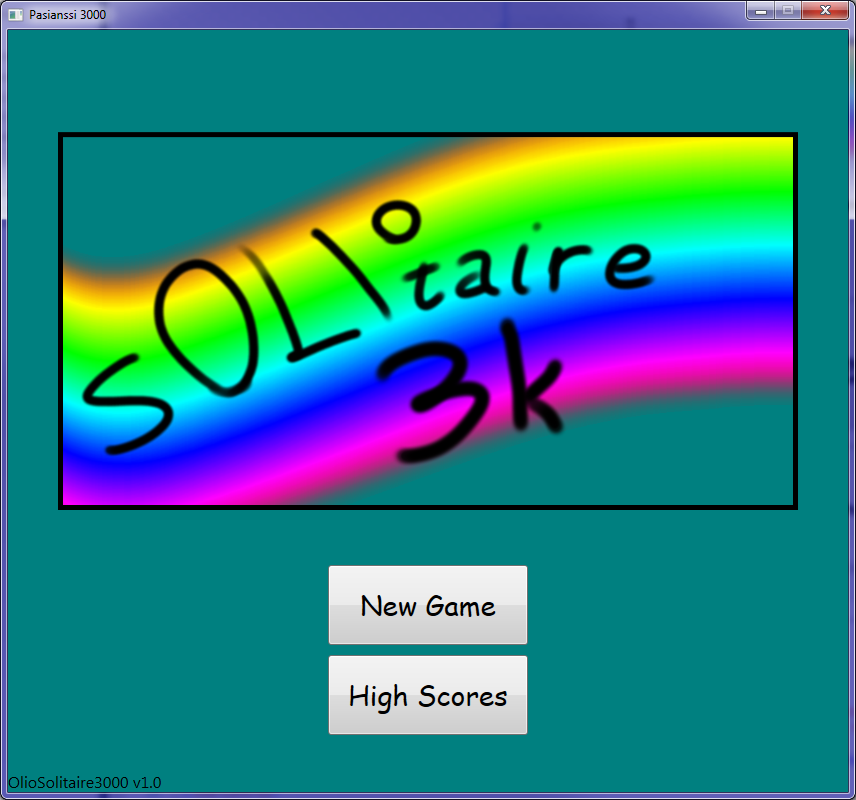 Pasianssi 3000
sOLitaire
3k
New Game
High Scores
OlioSolitaire3000 v1.0